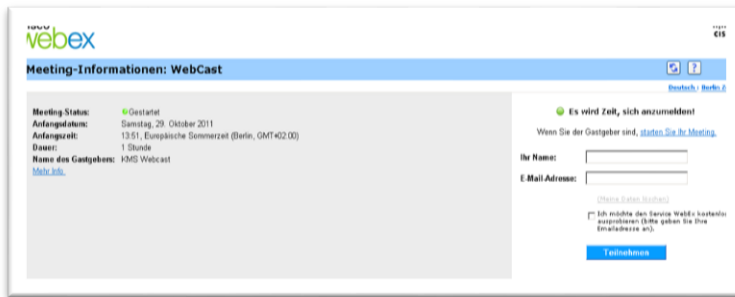 webex
Meeting-Informationen: WebCast
?
Deutsch : Berlin
Meeting-Status: Gestartet
Anfangsdatum: Samstag, 29. Oktober 2011
Anfangszeit: 13:51, Europäische Sommerzeit (Berlin, GMT+02:00)
Dauer: 1 Stunde
Name des Gastgebers: KMS Webcast
Mehr Info.
Es wird Zeit, sich anzumelden!
Wenn Sie der Gastgeber sind, starten Sie Ihr Meeting.
Ihr Name:
E-Mail-Adresse:
(Meine Daten löschen)
Ich möchte den Service WebEx kostenlos
ausprobieren (bitte geben Sie Ihre
Emailadresse an).
Teilnehmen